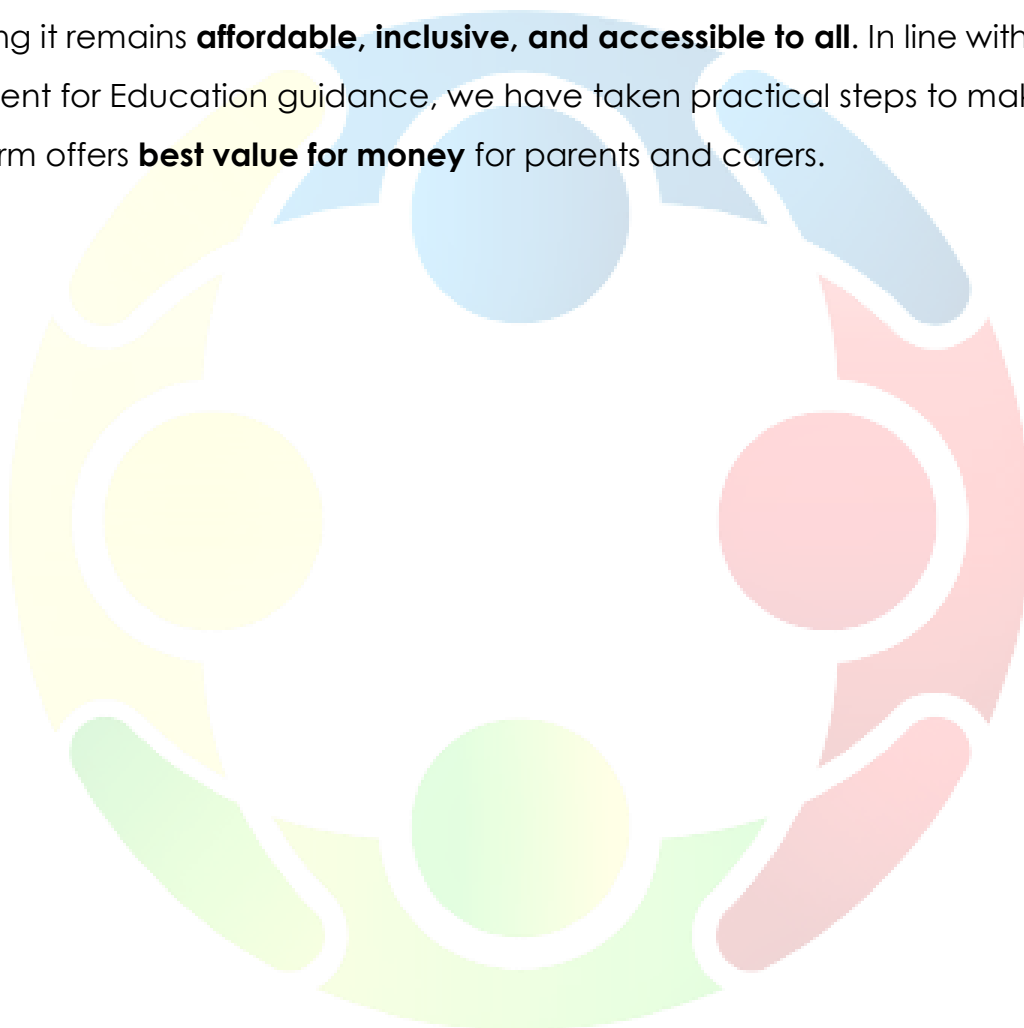 ng it remains affordable, inclusive, and accessible to all. In line with
ent for Education guidance, we have taken practical steps to mak
rm offers best value for money for parents and carers.